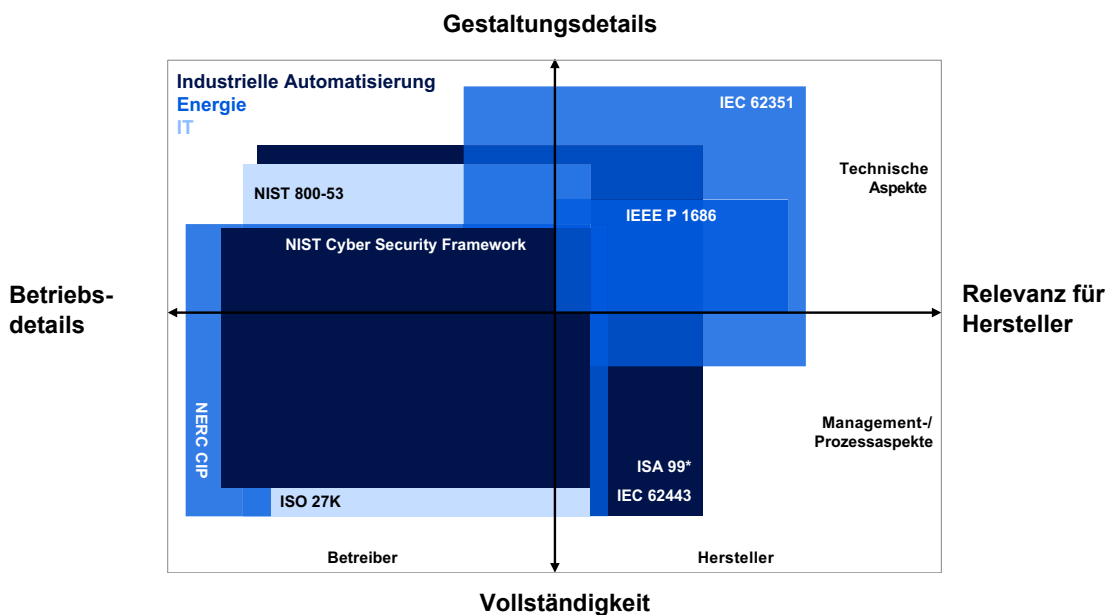 Gestaltungsdetails
Industrielle Automatisierung
Energie
IT
IEC 62351
Technische
Aspekte
NIST 800-53
IEEE P 1686
NIST Cyber Security Framework
Betriebs-
details
Relevanz für
Hersteller
NERC CIP
Management-/
Prozessaspekte
ISA 99*
IEC 62443
ISO 27K
Betreiber
Hersteller
Vollständigkeit